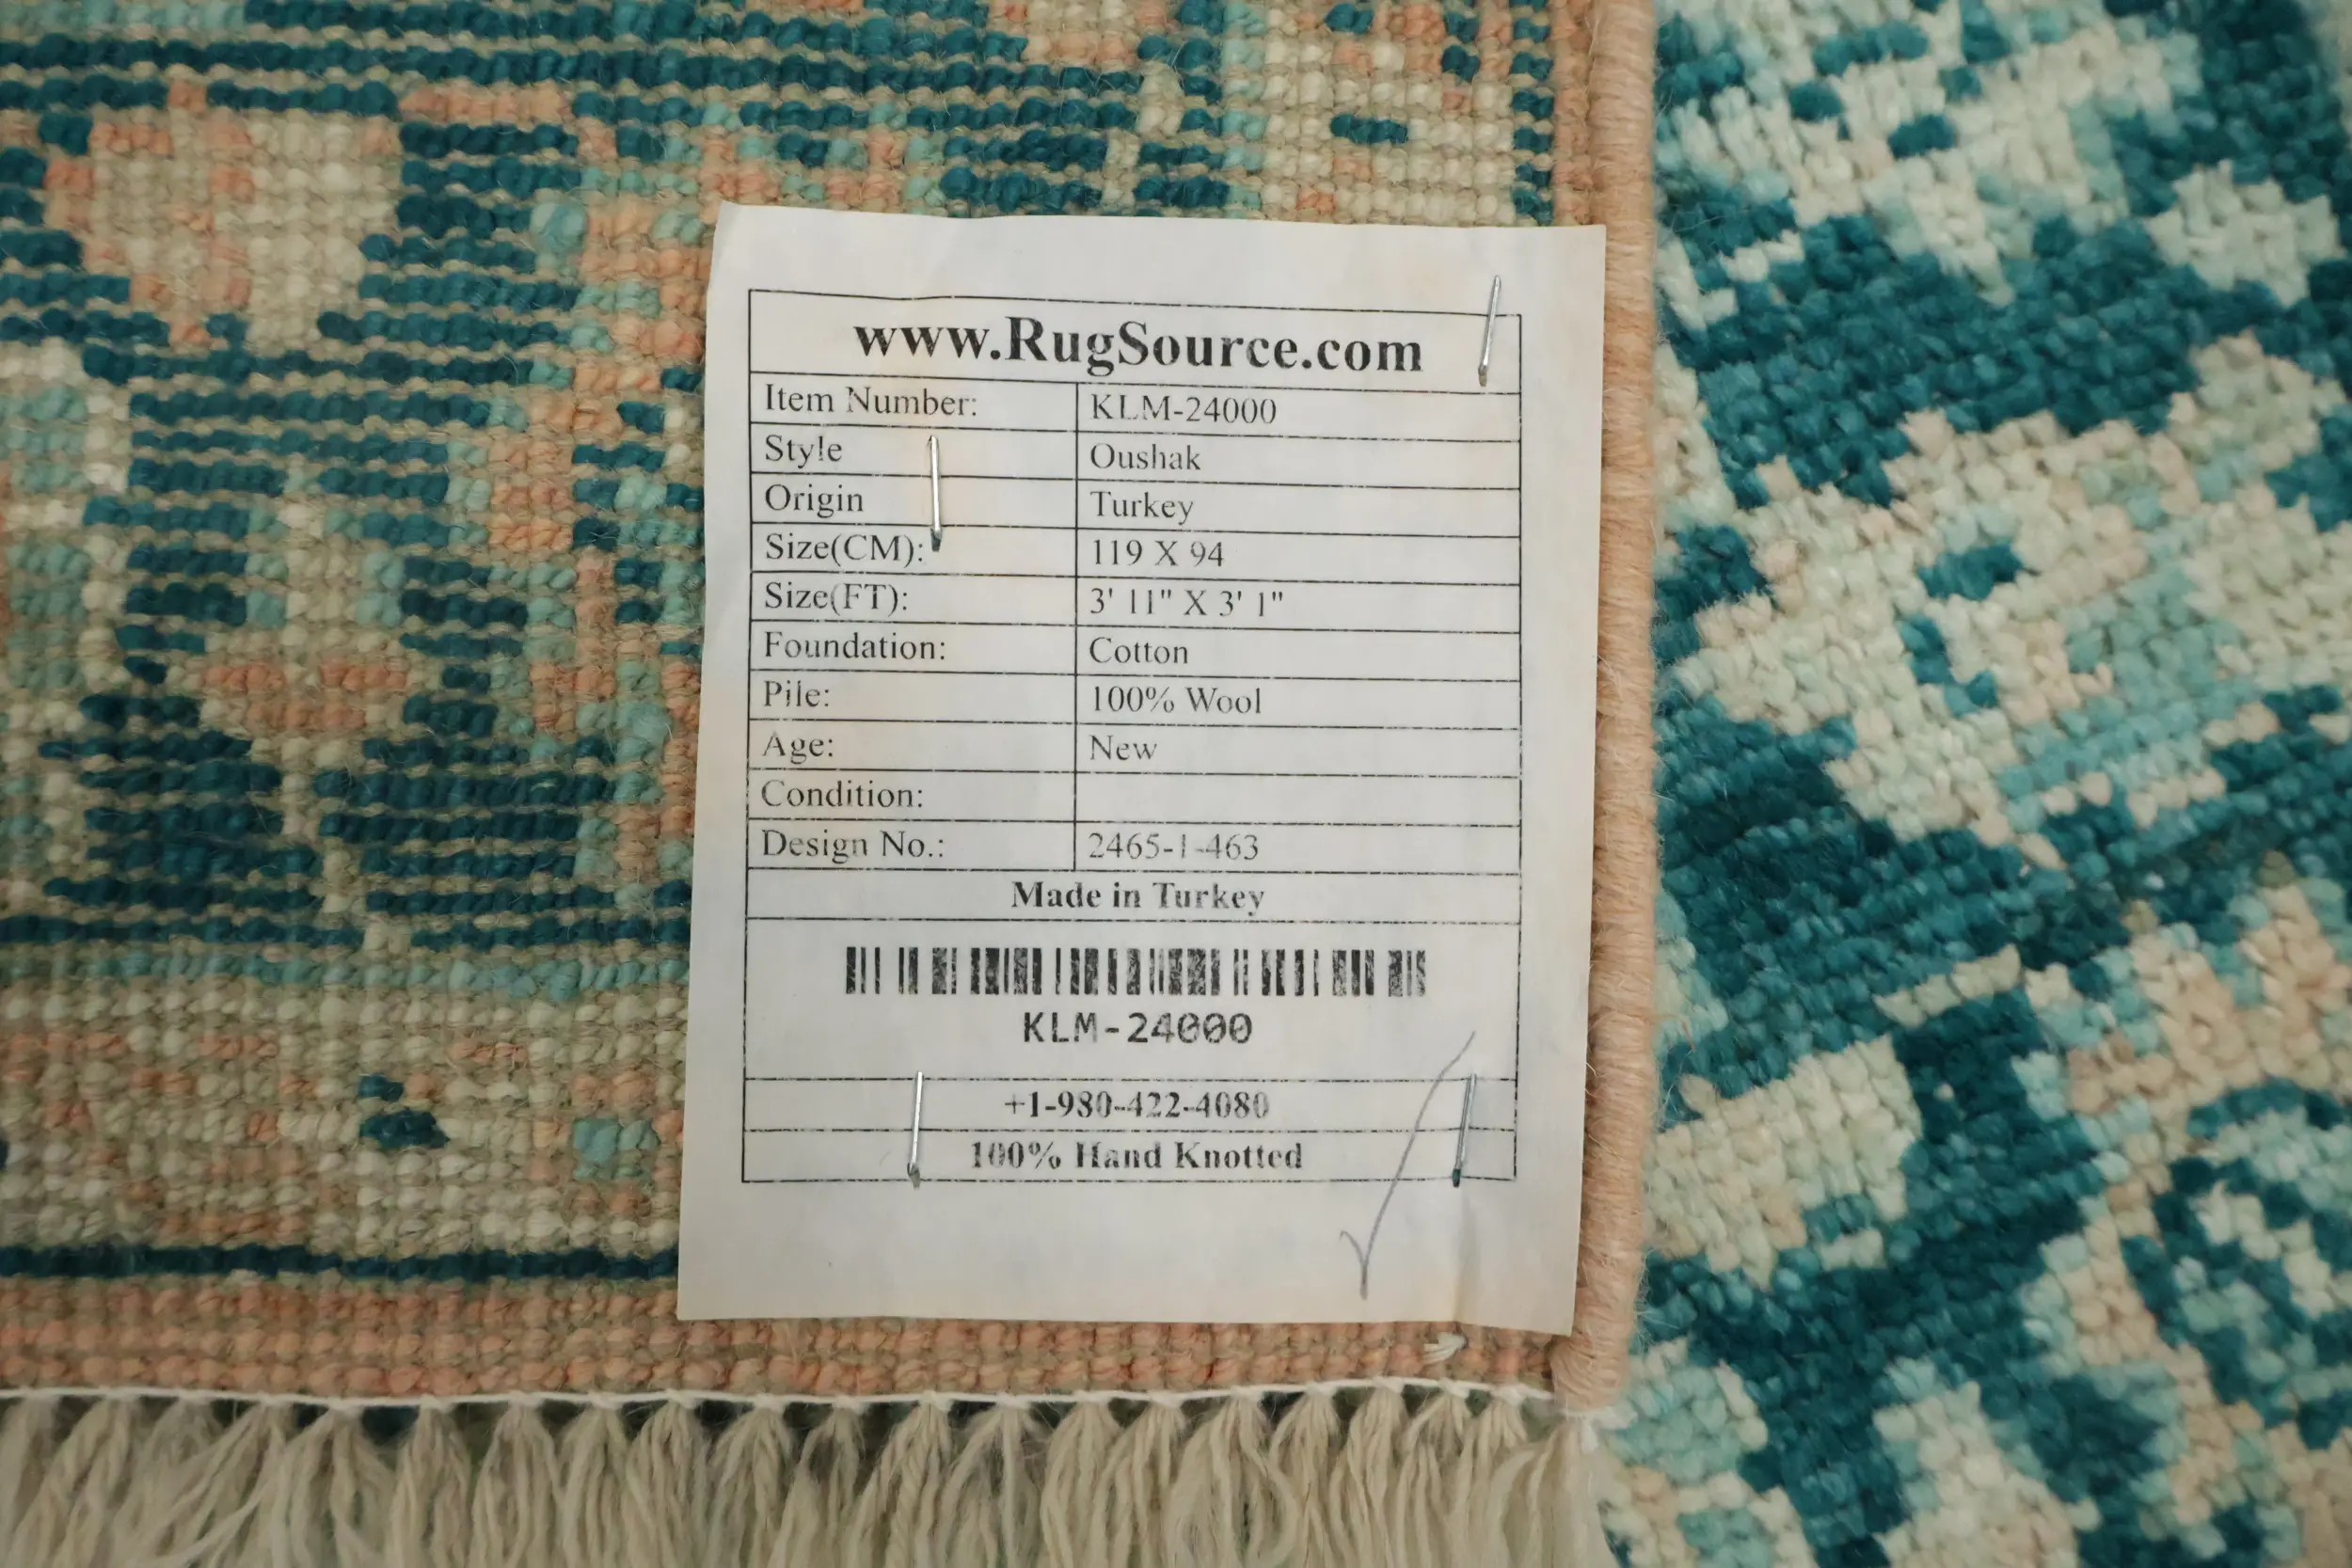 www.RugSource.com
Item Number: KLM-24000
Style Oushak
Origin Turkey
Size(CM): 119 X 94
Size(FT): 3' 11" X 3' 1"
Foundation: Cotton
Pile: 100% Wool
Age: New
Condition:
Design No.: 2465-1-463
Made in Turkey
KLM-24000
+1-980-422-4080
100% Hand Knotted